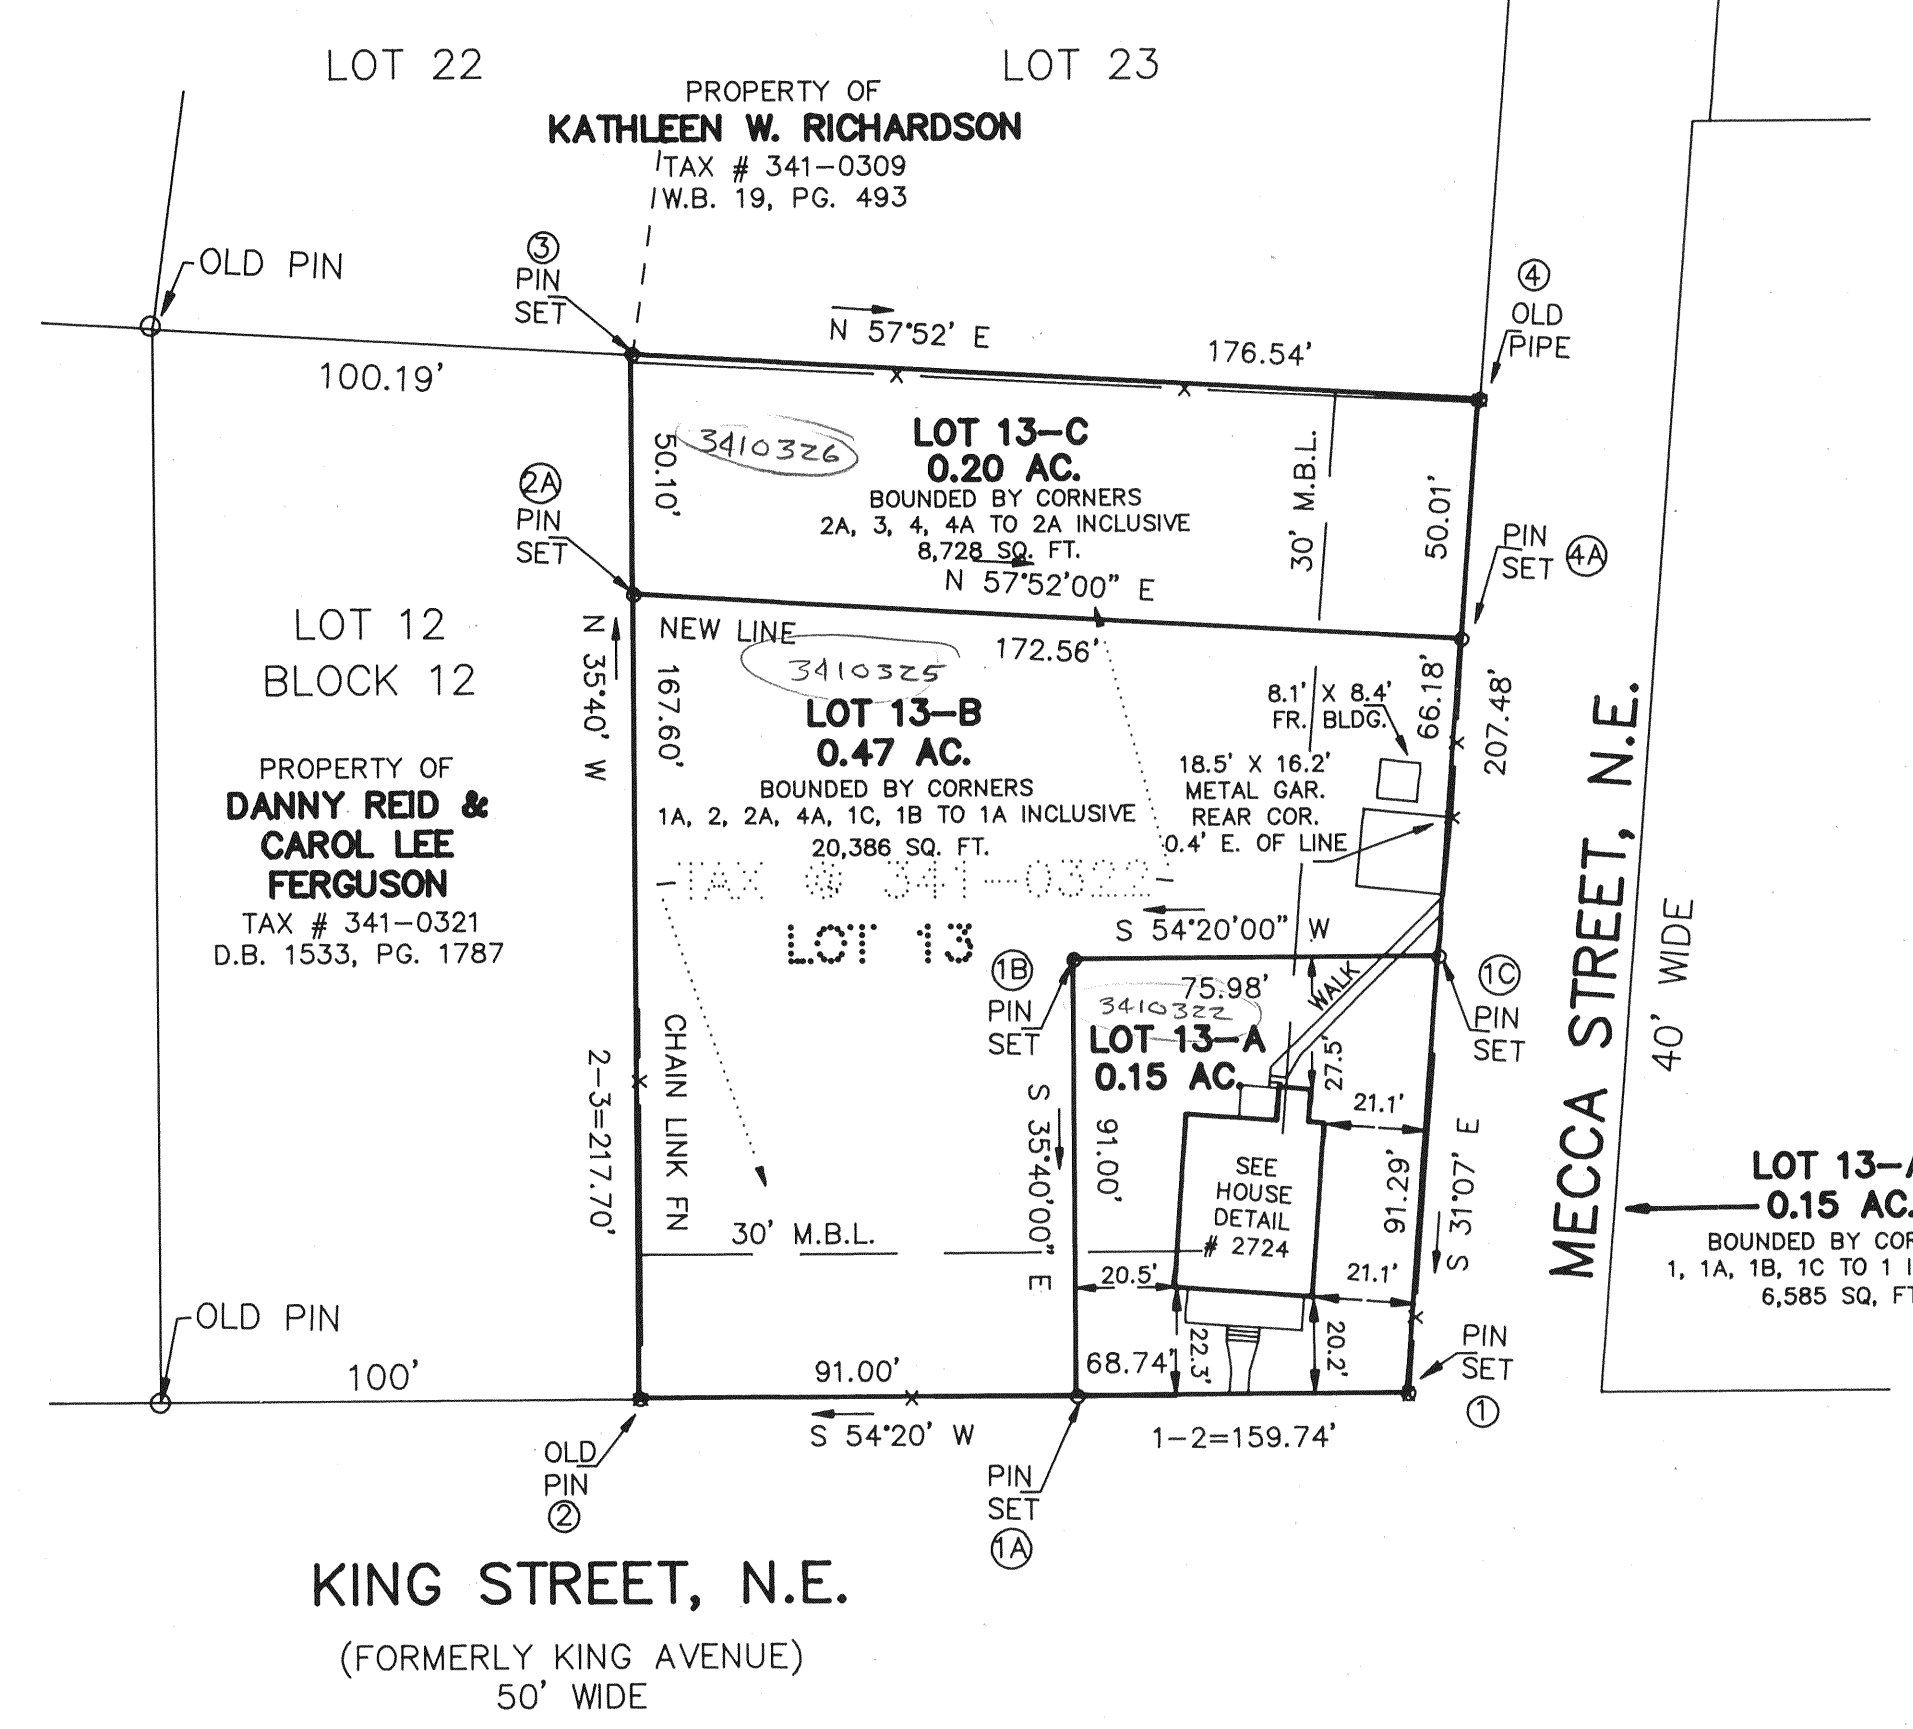 LOT 22
LOT 23
PROPERTY OF
KATHLEEN W. RICHARDSON
TAX # 341-0309
W.B. 19, PG. 493
OLD PIN
3
PIN
SET
N 57°52' E
176.54'
4
OLD
PIPE
100.19'
50.10'
3410326
LOT 13-C
0.20 AC.
BOUNDED BY CORNERS
2A, 3, 4, 4A TO 2A INCLUSIVE
8,728 SQ. FT.
30' M.B.L.
50.01'
2A
PIN
SET
N 57°52'00" E
PIN
SET
4A
NEW LINE
172.56'
LOT 12
BLOCK 12
N 35°40' W
167.60'
3410325
LOT 13-B
0.47 AC.
BOUNDED BY CORNERS
1A, 2, 2A, 4A, 1C, 1B TO 1A INCLUSIVE
20,386 SQ. FT.
8.1' X 8.4'
FR. BLDG.
66.18'
207.48'
18.5' X 16.2'
METAL GAR.
REAR COR.
0.4' E. OF LINE
PROPERTY OF
DANNY REID &
CAROL LEE
FERGUSON
TAX # 341-0321
D.B. 1533, PG. 1787
TAX @ 341-0322
LOT 13
S 54°20'00" W
1B
PIN
SET
75.98'
WALK
1C
PIN
SET
3410322
LOT 13-A
0.15 AC.
27.5'
21.1'
MECCA STREET, N.E.
40' WIDE
2-3=217.70'
CHAIN LINK FN
S 35°40'00" E
91.00'
SEE
HOUSE
DETAIL
# 2724
91.29'
S 31°07' E
LOT 13-A
0.15 AC.
BOUNDED BY COR
1, 1A, 1B, 1C TO 1 I
6,585 SQ, FT
30' M.B.L.
20.5'
21.1'
22.3'
20.2'
OLD PIN
100'
91.00'
68.74'
PIN
SET
1
S 54°20' W
1-2=159.74'
OLD
PIN
2
PIN
SET
1A
KING STREET, N.E.
(FORMERLY KING AVENUE)
50' WIDE